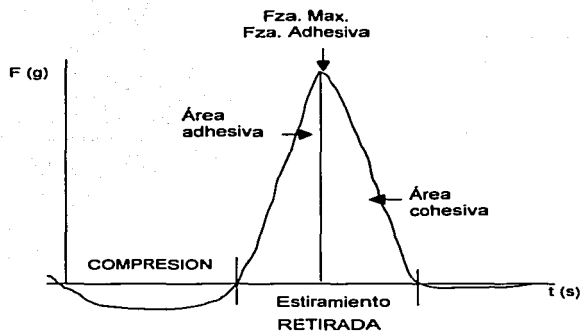 Fza. Max.
Fza. Adhesiva
F (g)
Área
adhesiva
Área
cohesiva
COMPRESION
t (s)
Estiramiento
RETIRADA